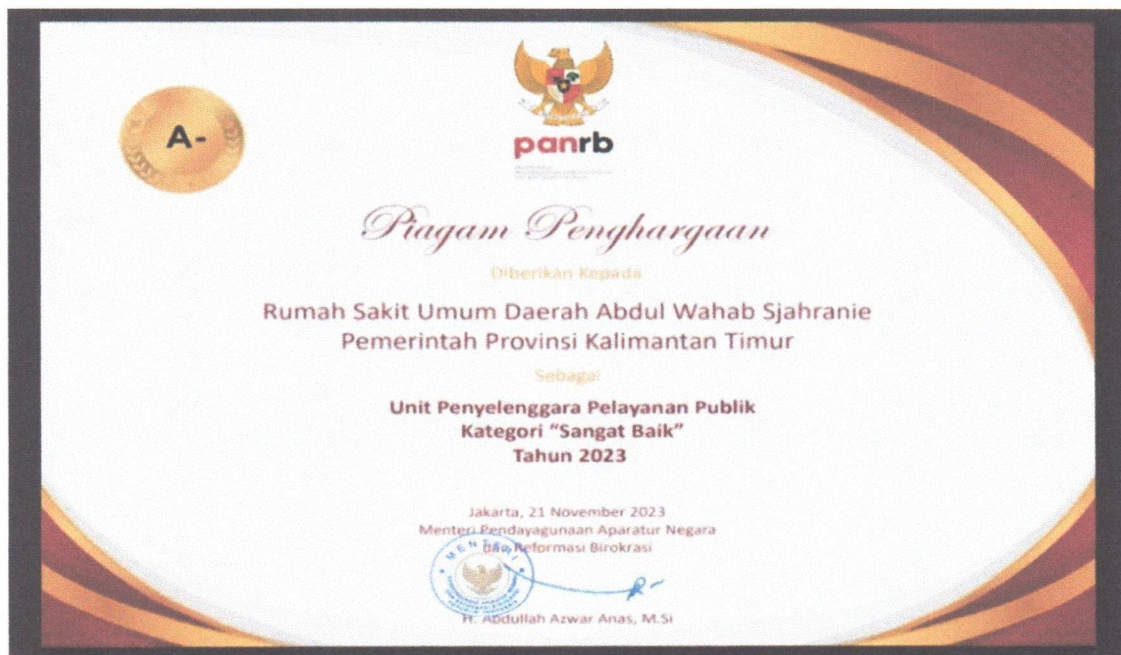 A-
panrb
Piagam Penghargaan
Diberikan Kepada
Rumah Sakit Umum Daerah Abdul Wahab Sjahranie
Pemerintah Provinsi Kalimantan Timur
Sebagai
Unit Penyelenggara Pelayanan Publik
Kategori “Sangat Baik”
Tahun 2023
Jakarta, 21 November 2023
Menteri Pendayagunaan Aparatur Negara
dan Reformasi Birokrasi
MENTERI
H. Abdullah Azwar Anas, M.Si